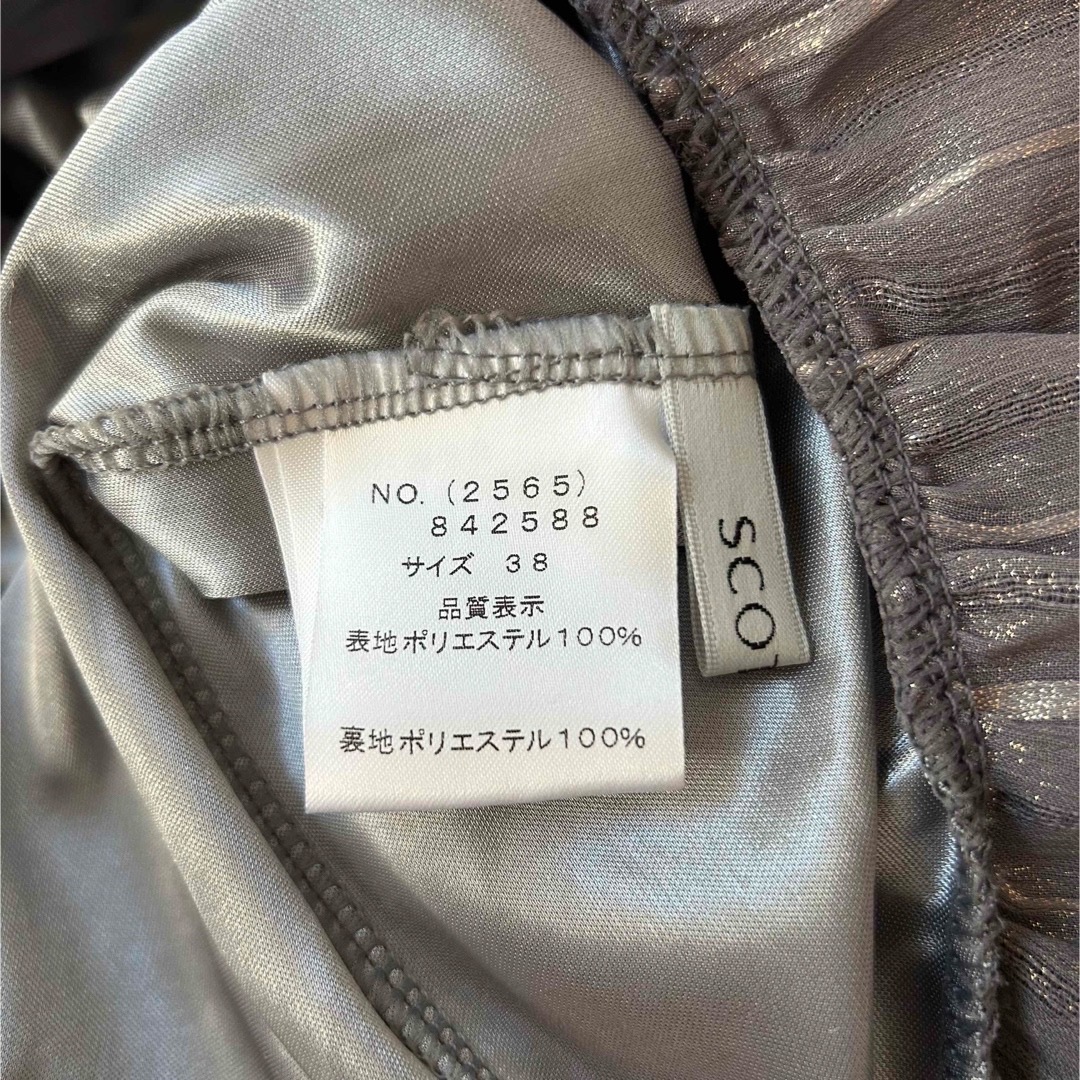 NO.(2565)
842588
サイズ 38
品質表示
表地ポリエステル100%
裏地ポリエステル100%
SCO